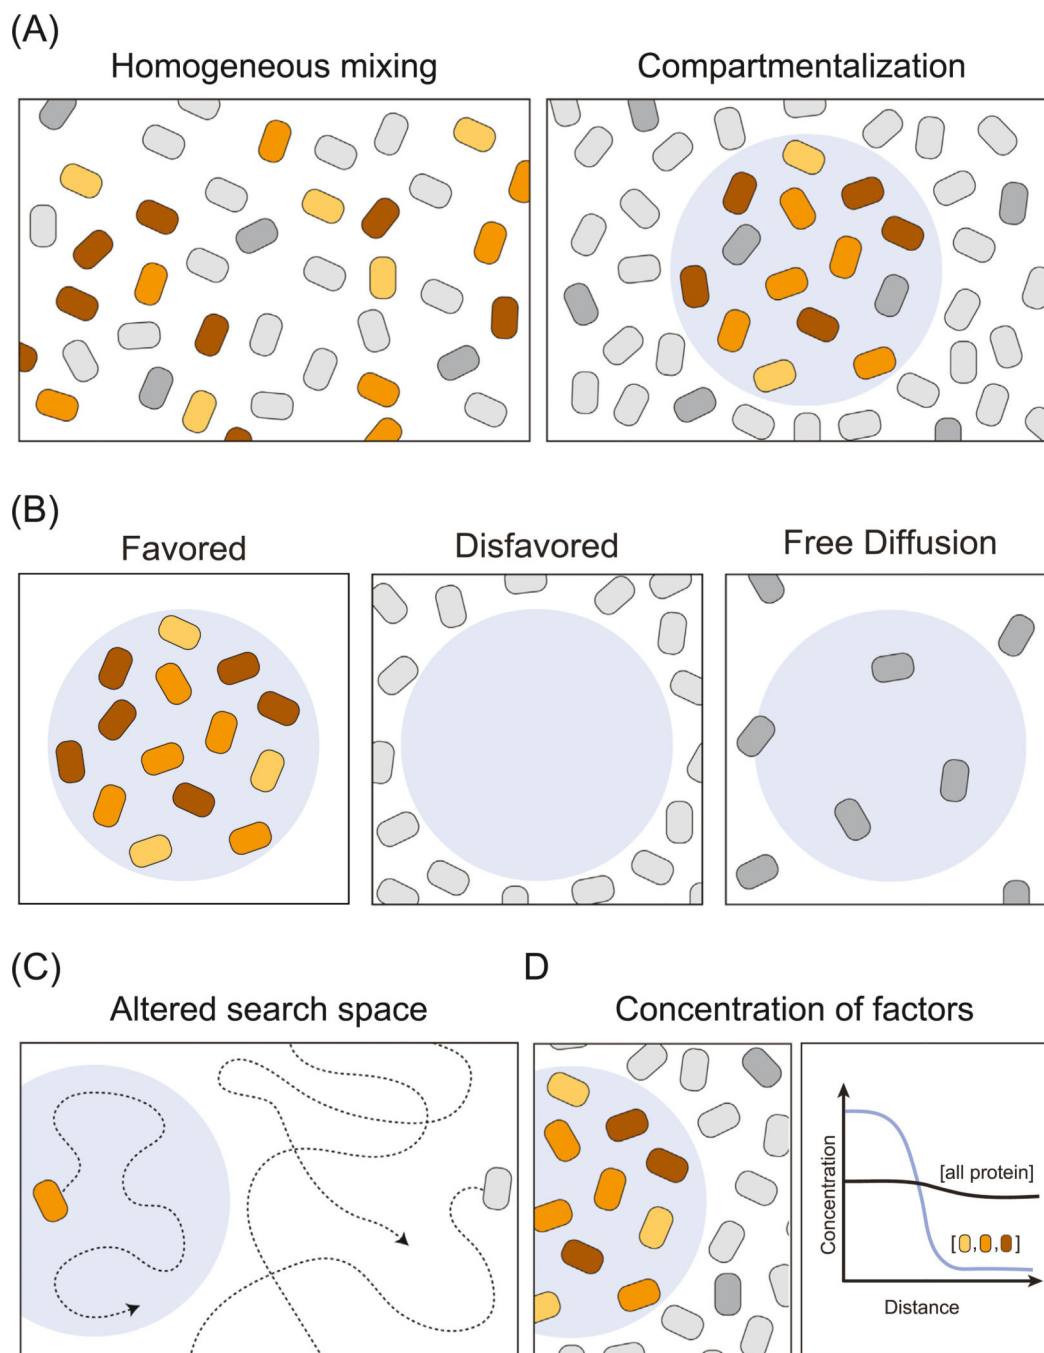 (A)
Homogeneous mixing
Compartmentalization
(B)
Favored
Disfavored
Free Diffusion
(C)
Altered search space
D
Concentration of factors
Concentration
[all protein]
[ , , ]
Distance